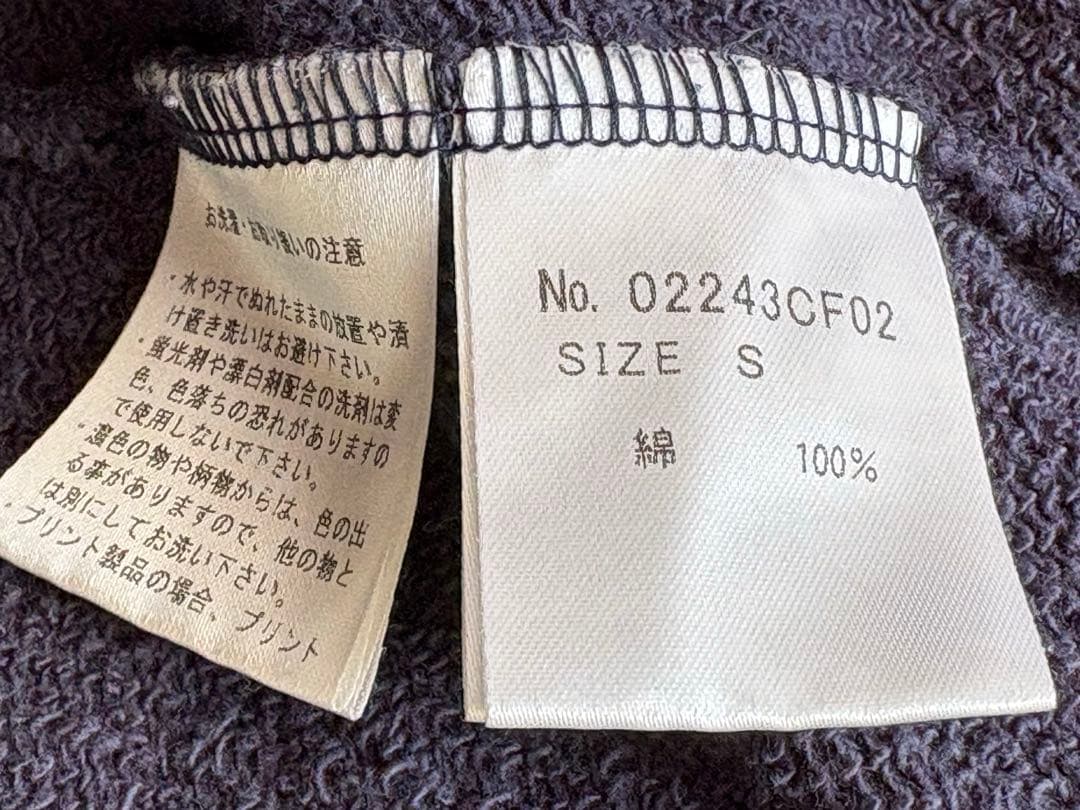 お洗濯・お取り扱いの注意
・水や汗でぬれたままの放置や漬
け置き洗いはお避け下さい。
・蛍光剤や漂白剤配合の洗剤は変
色、色落ちの恐れがありますの
で使用しないで下さい。
・濃色の物や柄物からは、色の出
る事がありますので、他の物と
は別にしてお洗い下さい。
・プリント製品の場合、プリント
No. 02243CF02
SIZE S
綿 100%